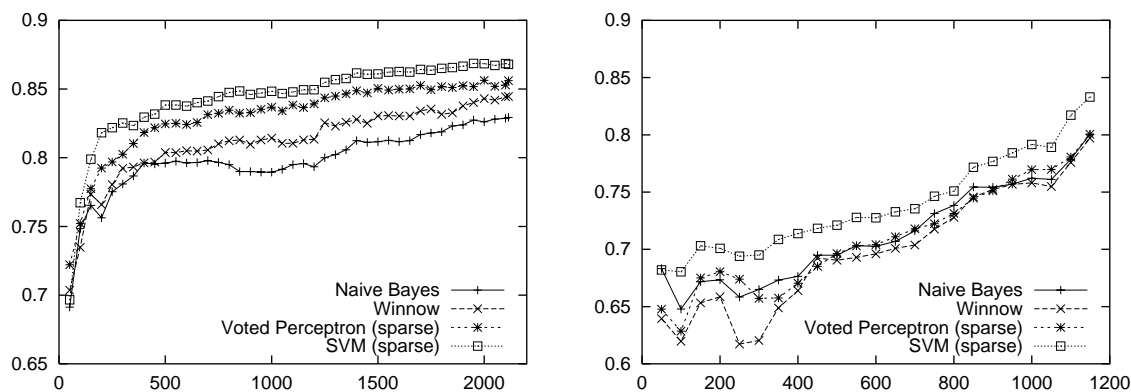 0.9
0.85
0.8
0.75
0.7
0.65
0 500 1000 1500 2000
Naive Bayes
Winnow
Voted Perceptron (sparse)
SVM (sparse)
0.9
0.85
0.8
0.75
0.7
0.65
0.6
0 200 400 600 800 1000 1200
Naive Bayes
Winnow
Voted Perceptron (sparse)
SVM (sparse)